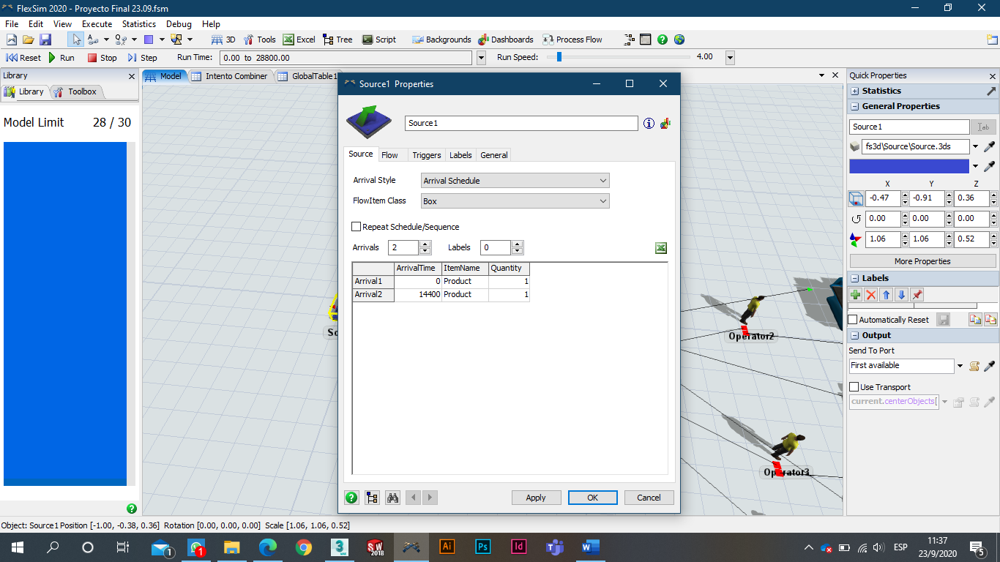 FlexSim 2020 - Proyecto Final 23.09.fsm
File Edit View Execute Statistics Debug Help
3D Tools Excel Tree Script Backgrounds Dashboards Process Flow
Reset Run Stop Step Run Time: 0.00 to 28800.00 Run Speed: 4.00
Library
Library Toolbox
Model Limit 28 / 30
Model Intento Combiner GlobalTable1
Source1 Properties
Source1
Source Flow Triggers Labels General
Arrival Style Arrival Schedule
FlowItem Class Box
Repeat Schedule/Sequence
Arrivals 2 Labels 0
ArrivalTime ItemName Quantity
Arrival1 0 Product 1
Arrival2 14400 Product 1
Apply OK Cancel
So
Operator2
Operator3
Quick Properties
Statistics
General Properties
Source1
fs3d\Source\Source.3ds
X Y Z
-0.47 -0.91 0.36
0.00 0.00 0.00
1.06 1.06 0.52
More Properties
Labels
Automatically Reset
Output
Send To Port
First available
Use Transport
current.centerObjects[
Object: Source1 Position [-1.00, -0.38, 0.36] Rotation [0.00, 0.00, 0.00] Scale [1.06, 1.06, 0.52]
1 1 3 SW 2018 Ai Ps Id ESP 11:37
23/9/2020 5